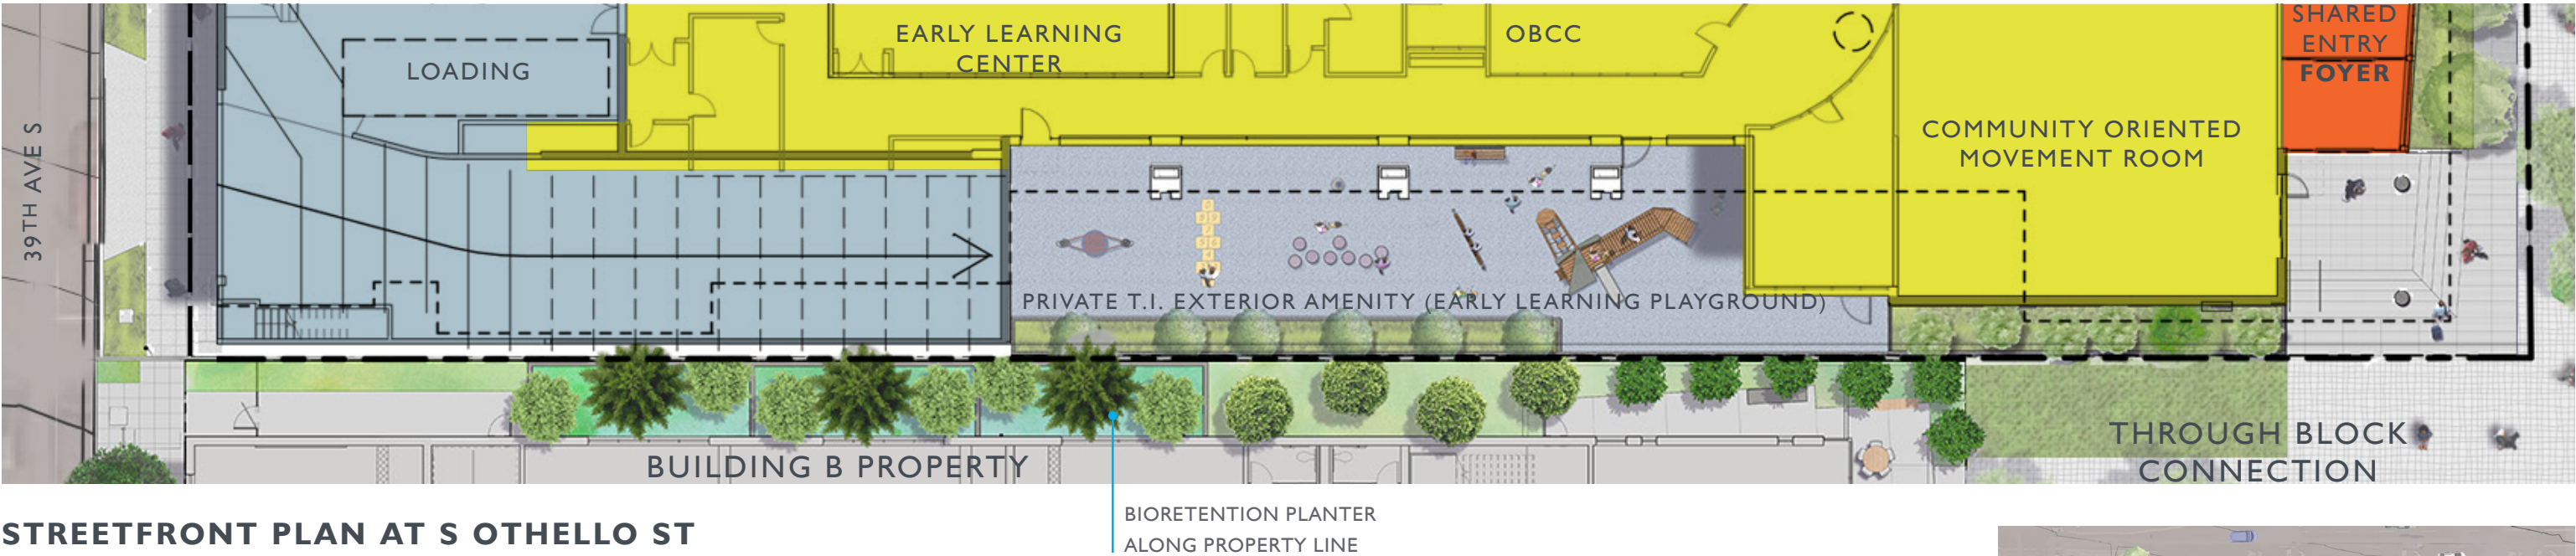 EARLY LEARNING
CENTER
OBCC
SHARED
ENTRY
FOYER
LOADING
COMMUNITY ORIENTED
MOVEMENT ROOM
39TH AVE S
PRIVATE T.I. EXTERIOR AMENITY (EARLY LEARNING PLAYGROUND)
BUILDING B PROPERTY
THROUGH BLOCK
CONNECTION
BIORETENTION PLANTER
ALONG PROPERTY LINE
STREETFRONT PLAN AT S OTHELLO ST